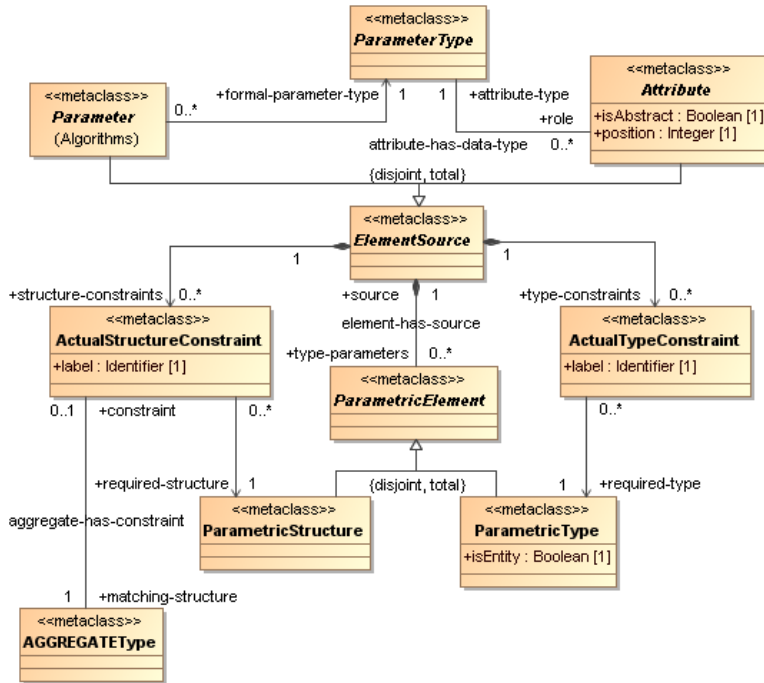 <<metaclass>>
ParameterType
<<metaclass>>
Parameter
(Algorithms)
<<metaclass>>
Attribute
+isAbstract : Boolean [1]
+position : Integer [1]
+formal-parameter-type
0..*
1
1
+attribute-type
+role
attribute-has-data-type
0..*
{disjoint, total}
<<metaclass>>
ElementSource
1
1
+structure-constraints
0..*
+source
1
element-has-source
+type-parameters
0..*
+type-constraints
0..*
<<metaclass>>
ActualStructureConstraint
+label : Identifier [1]
<<metaclass>>
ParametricElement
<<metaclass>>
ActualTypeConstraint
+label : Identifier [1]
0..1
+constraint
0..*
0..*
+required-structure
1
{disjoint, total}
1
+required-type
aggregate-has-constraint
<<metaclass>>
ParametricStructure
<<metaclass>>
ParametricType
+isEntity : Boolean [1]
1
+matching-structure
<<metaclass>>
AGGREGATEType